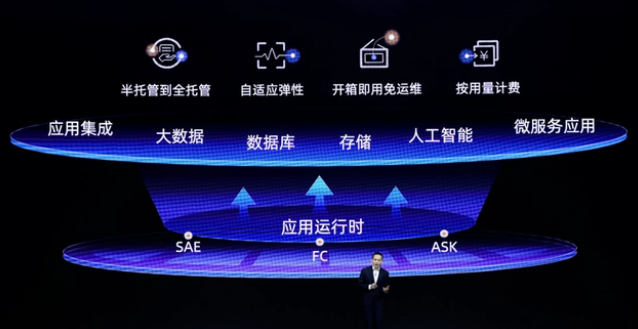 半托管到全托管
自适应弹性
开箱即用免运维
按用量计费
应用集成
大数据
数据库
存储
人工智能
微服务应用
应用运行时
SAE
FC
ASK